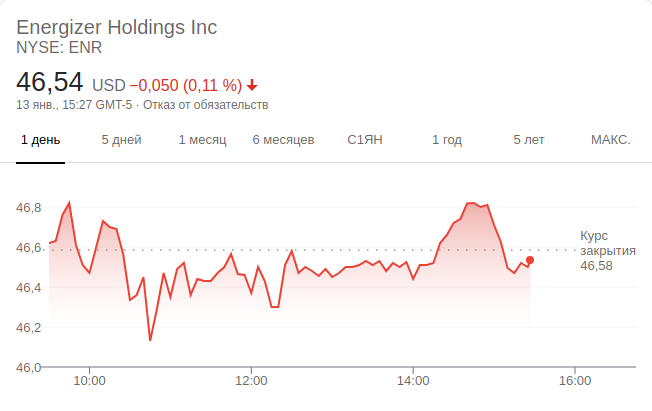 Energizer Holdings Inc
NYSE: ENR
46,54 USD −0,050 (0,11 %)
13 янв., 15:27 GMT-5 · Отказ от обязательств
1 день 5 дней 1 месяц 6 месяцев С1ЯН 1 год 5 лет МАКС.
46,8
46,6
46,4
46,2
46,0
Курс
закрытия
46,58
10:00 12:00 14:00 16:00